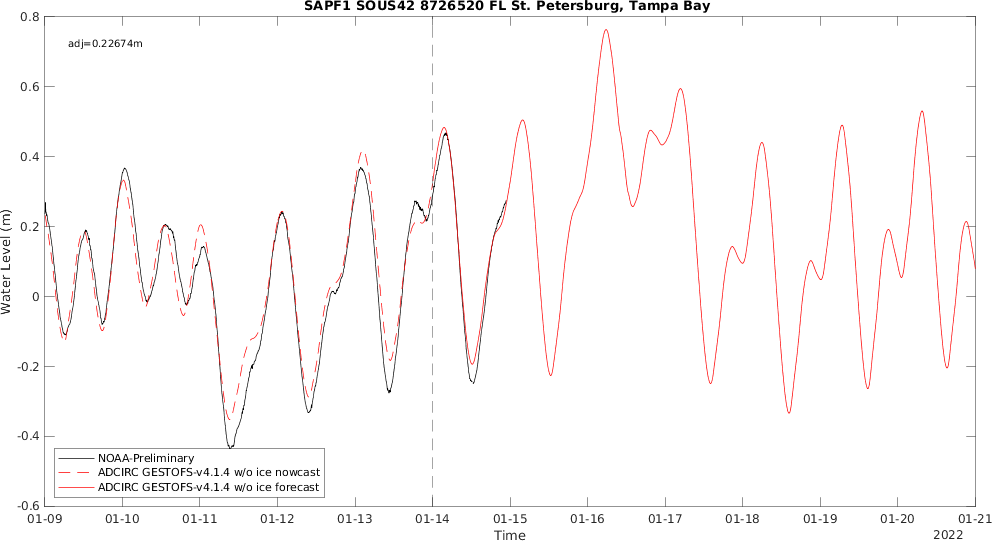 SAPF1 SOUS42 8726520 FL St. Petersburg, Tampa Bay
adj=0.22674m
0.8
0.6
0.4
0.2
0
-0.2
-0.4
-0.6
Water Level (m)
NOAA-Preliminary
ADCIRC GESTOFS-v4.1.4 w/o ice nowcast
ADCIRC GESTOFS-v4.1.4 w/o ice forecast
01-09 01-10 01-11 01-12 01-13 01-14 01-15 01-16 01-17 01-18 01-19 01-20 01-21
Time
2022